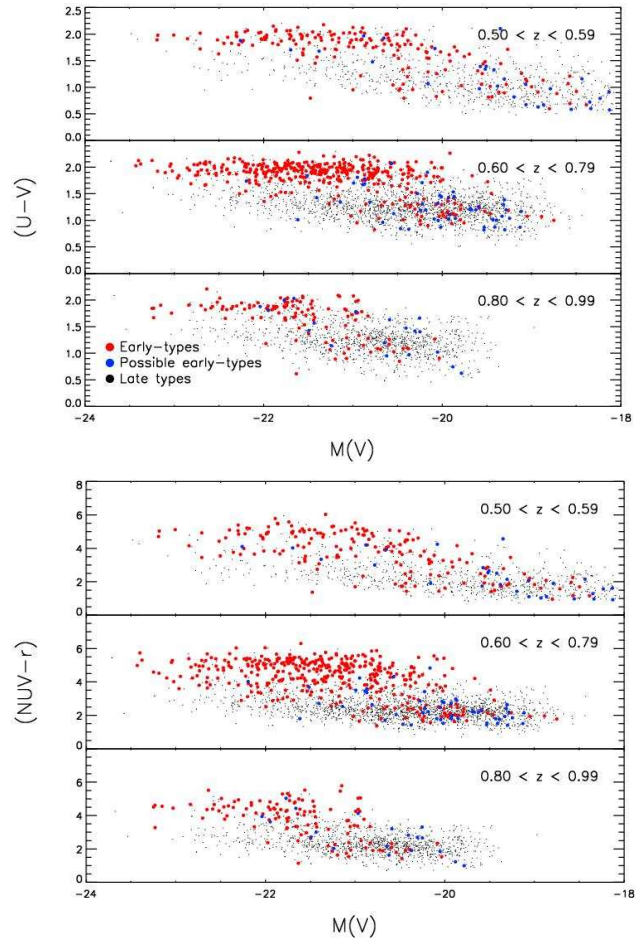 2.5
2.0
1.5
1.0
0.5
0.0
0.50 < z < 0.59
2.0
1.5
1.0
0.5
0.0
0.60 < z < 0.79
(U−V)
2.0
1.5
1.0
0.5
0.0
0.80 < z < 0.99
Early−types
Possible early−types
Late types
−24 −22 −20 −18
M(V)
8
6
4
2
0
0.50 < z < 0.59
6
4
2
0
0.60 < z < 0.79
(NUV−r)
6
4
2
0
0.80 < z < 0.99
−24 −22 −20 −18
M(V)